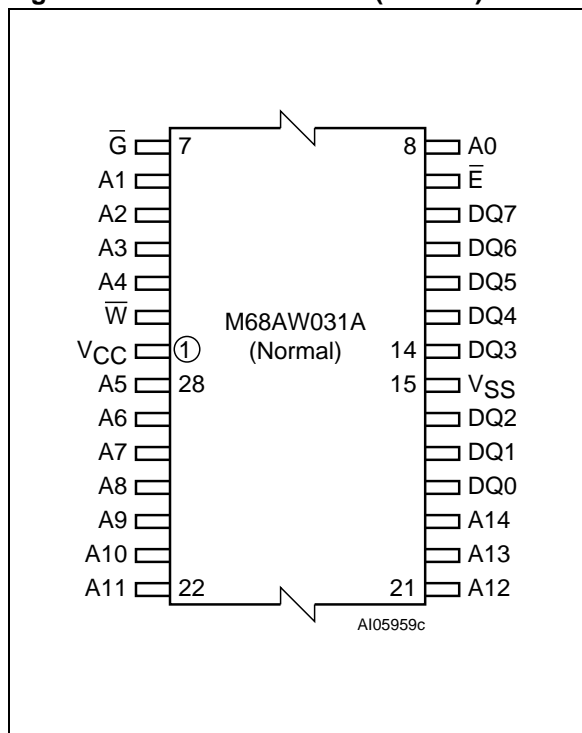 G̅ 7 8 A0
A1 E̅
A2 DQ7
A3 DQ6
A4 DQ5
W̅ DQ4
VCC 1 M68AW031A (Normal) 14 DQ3
A5 28 15 VSS
A6 DQ2
A7 DQ1
A8 DQ0
A9 A14
A10 A13
A11 22 21 A12
AI05959c